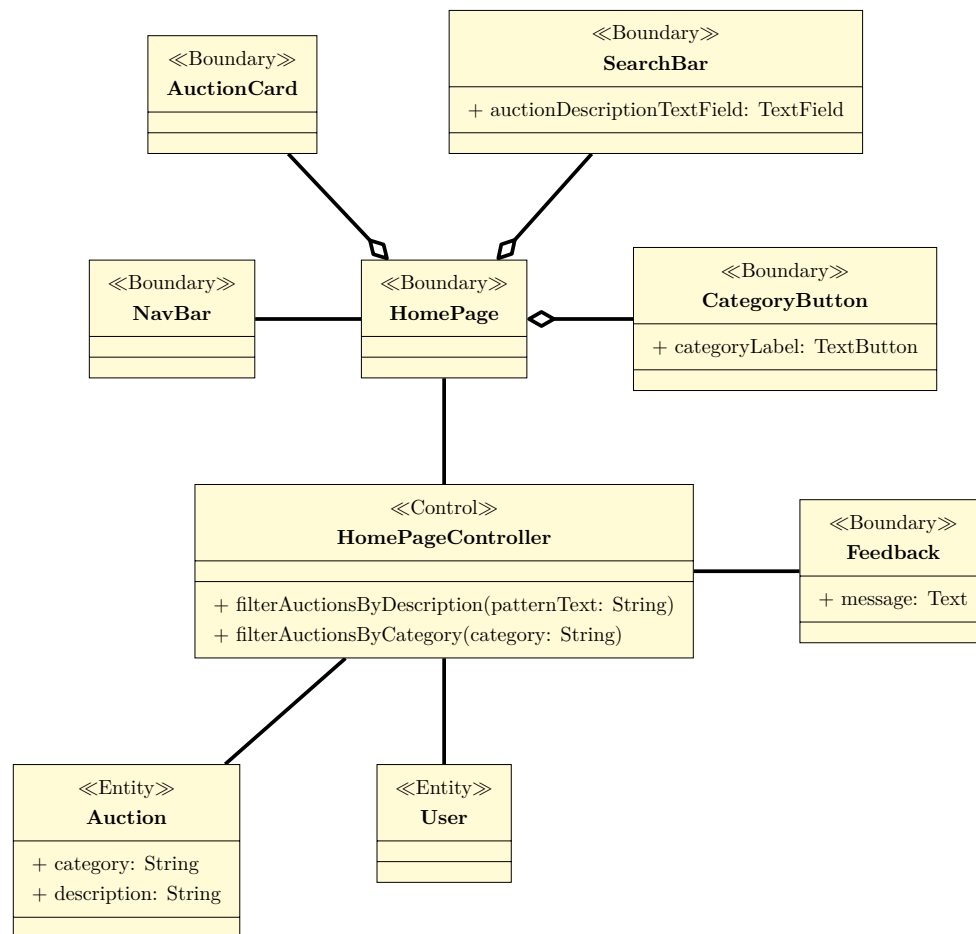 ≪Boundary≫
AuctionCard
≪Boundary≫
SearchBar
+ auctionDescriptionTextField: TextField
≪Boundary≫
NavBar
≪Boundary≫
HomePage
≪Boundary≫
CategoryButton
+ categoryLabel: TextButton
≪Control≫
HomePageController
+ filterAuctionsByDescription(patternText: String)
+ filterAuctionsByCategory(category: String)
≪Boundary≫
Feedback
+ message: Text
≪Entity≫
Auction
+ category: String
+ description: String
≪Entity≫
User